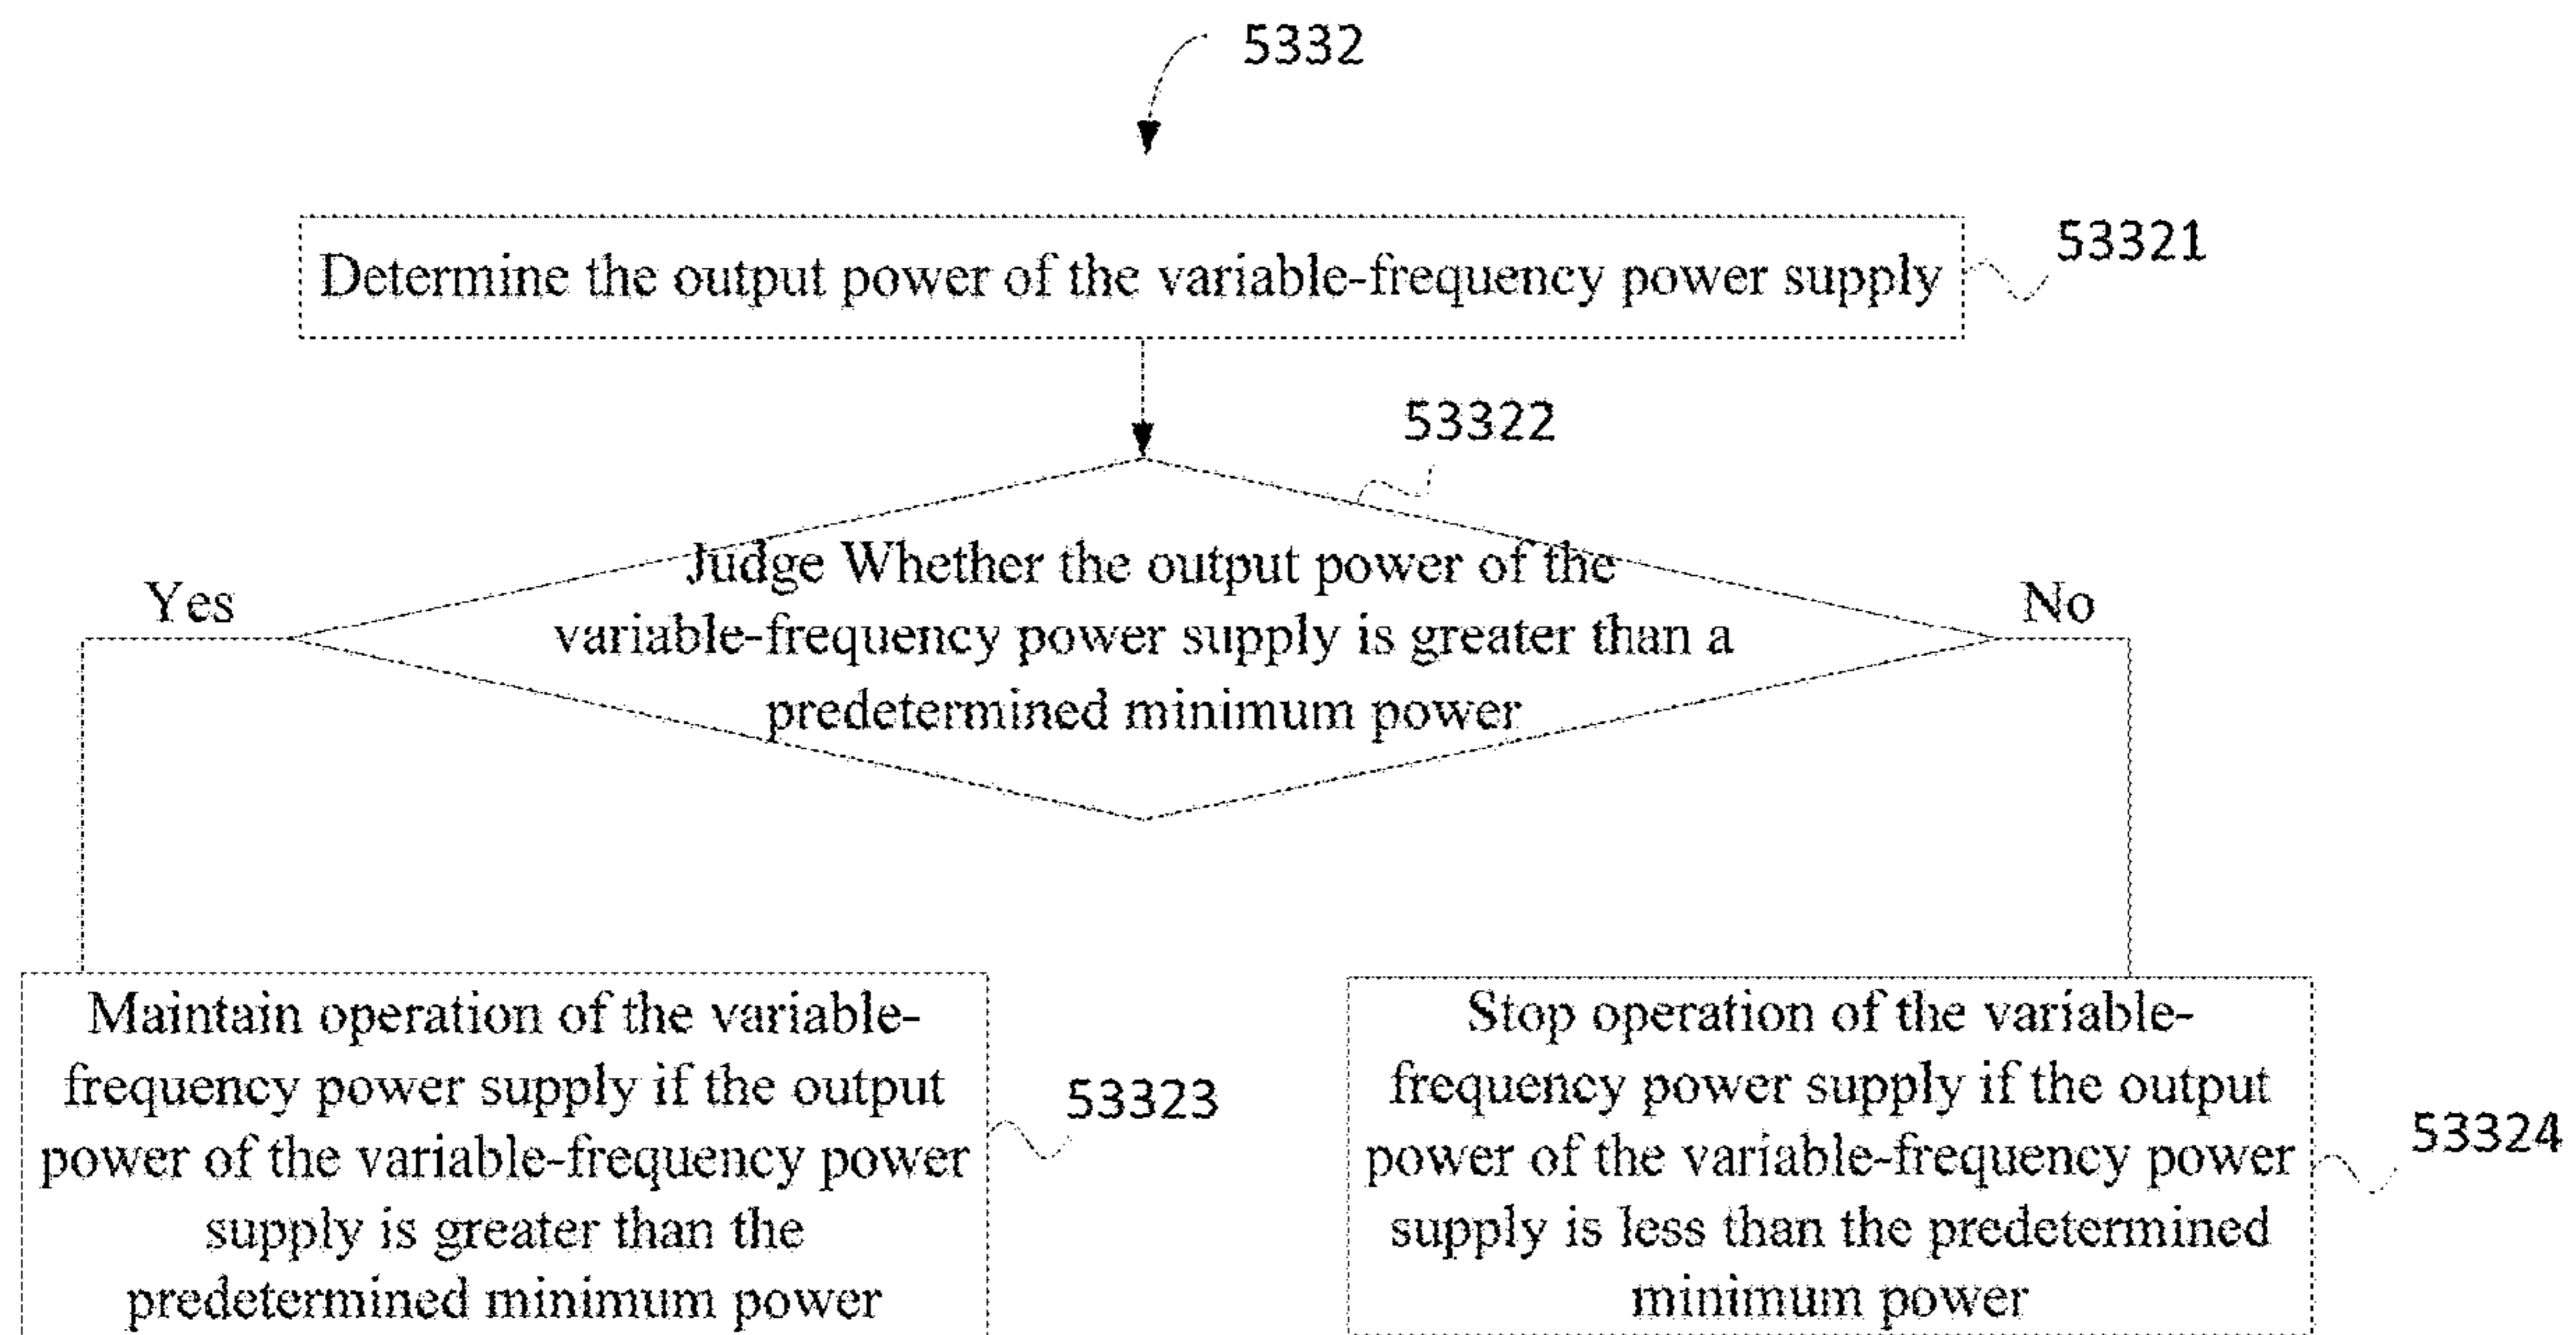 5332
Determine the output power of the variable-frequency power supply
53321
53322
Judge Whether the output power of the
variable-frequency power supply is greater than a
predetermined minimum power
Yes
No
Maintain operation of the variable-
frequency power supply if the output
power of the variable-frequency power
supply is greater than the
predetermined minimum power
53323
Stop operation of the variable-
frequency power supply if the output
power of the variable-frequency power
supply is less than the predetermined
minimum power
53324